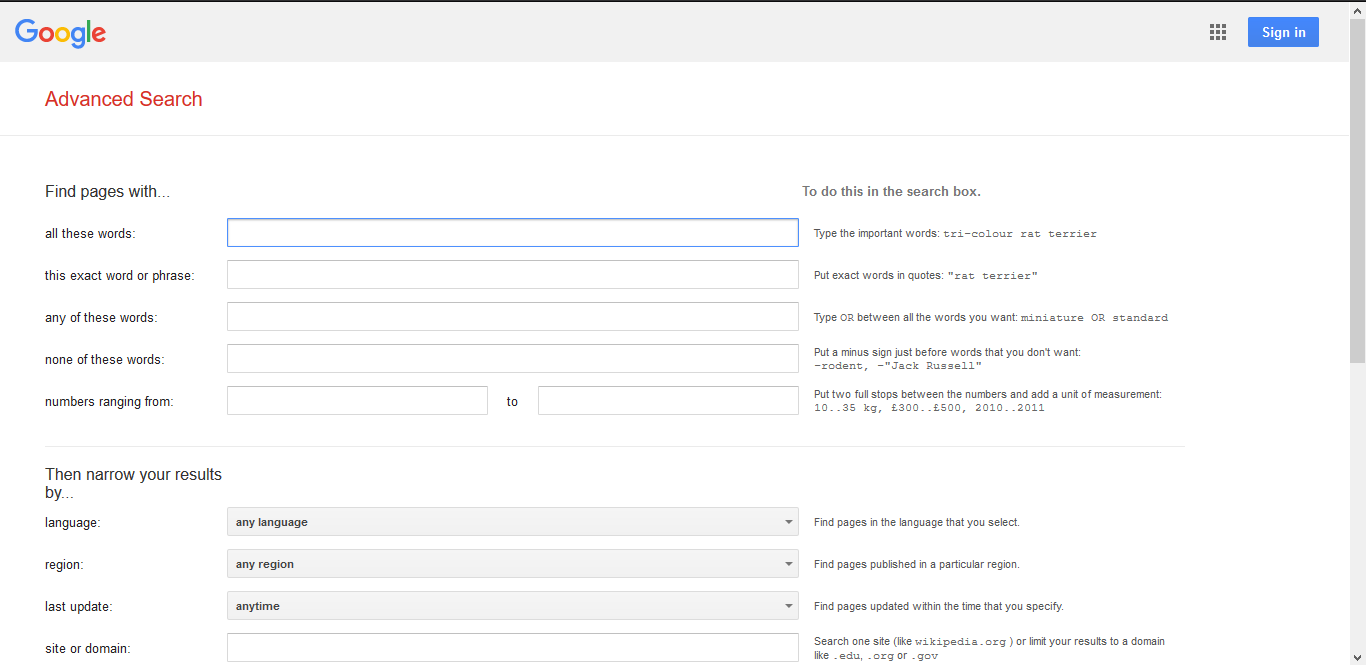 Google
Sign in
Advanced Search
Find pages with...
To do this in the search box.
all these words:
Type the important words: tri-colour rat terrier
this exact word or phrase:
Put exact words in quotes: "rat terrier"
any of these words:
Type OR between all the words you want: miniature OR standard
none of these words:
Put a minus sign just before words that you don't want:
-rodent, -"Jack Russell"
numbers ranging from:
to
Put two full stops between the numbers and add a unit of measurement:
10..35 kg, £300..£500, 2010..2011
Then narrow your results
by...
language:
any language
Find pages in the language that you select.
region:
any region
Find pages published in a particular region.
last update:
anytime
Find pages updated within the time that you specify.
site or domain:
Search one site (like wikipedia.org ) or limit your results to a domain
like .edu, .org or .gov